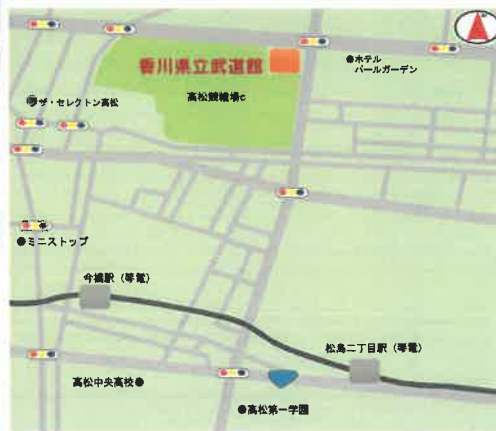 香川県立武道館
●ホテル
パールガーデン
ザ・セレクトン高松
高松競輪場c
●ミニストップ
今橋駅（琴電）
松島二丁目駅（琴電）
高松中央高校●
●高松第一学園